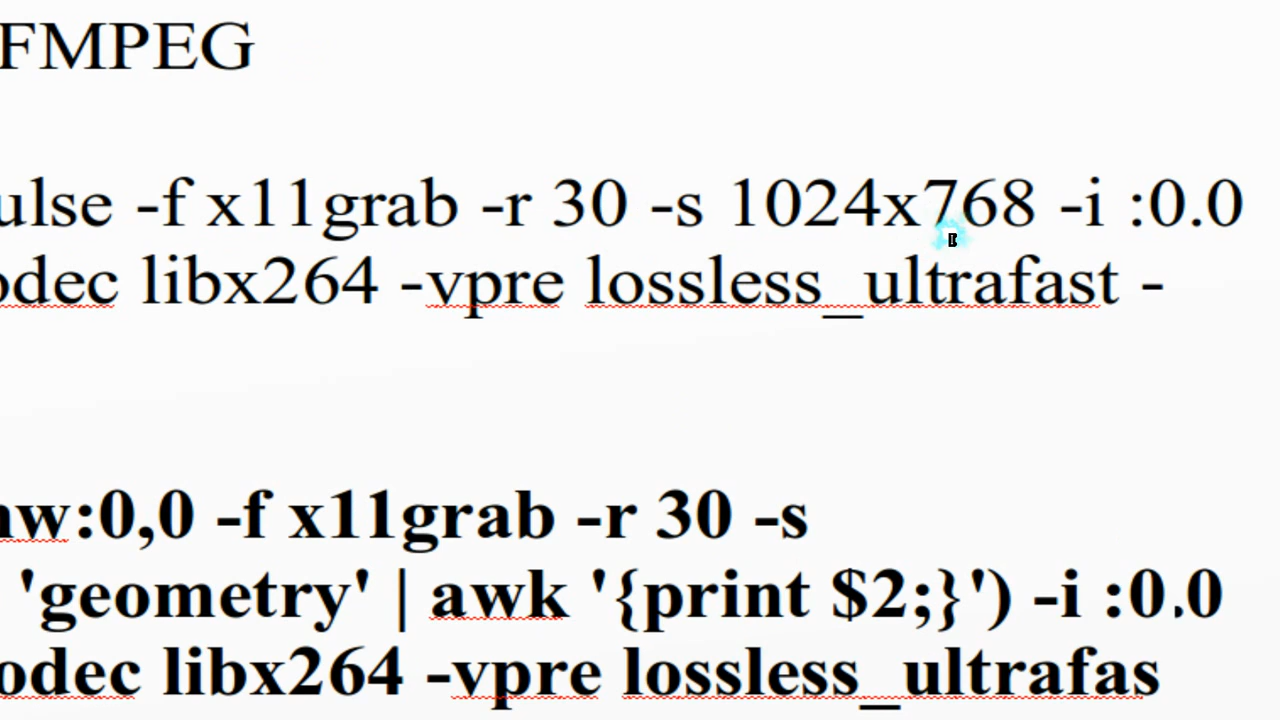 FMPEG
ulse -f x11grab -r 30 -s 1024x768 -i :0.0
odec libx264 -vpre lossless_ultrafast -
hw:0,0 -f x11grab -r 30 -s
'geometry' | awk '{print $2;}') -i :0.0
odec libx264 -vpre lossless_ultrafas